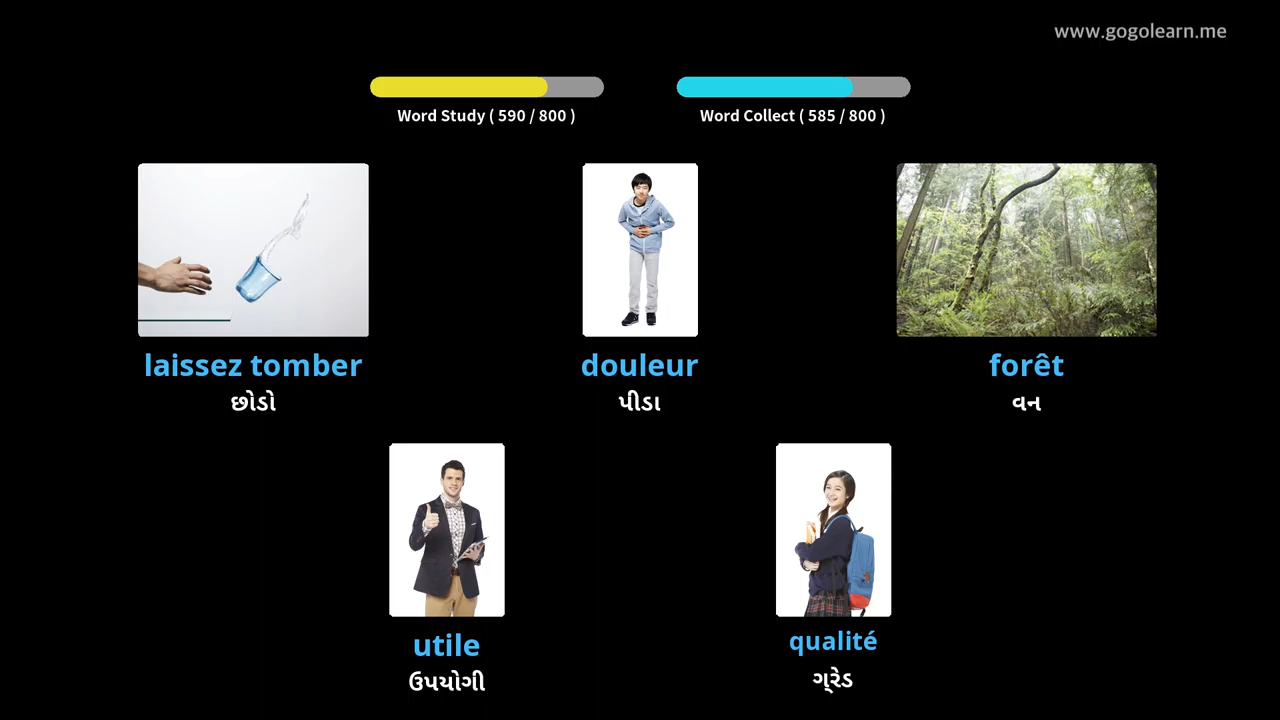 www.gogolearn.me
Word Study ( 590 / 800 )
Word Collect ( 585 / 800 )
laissez tomber
છોડો
douleur
પીડા
forêt
વન
utile
ઉપયોગી
qualité
ગ્રેડ